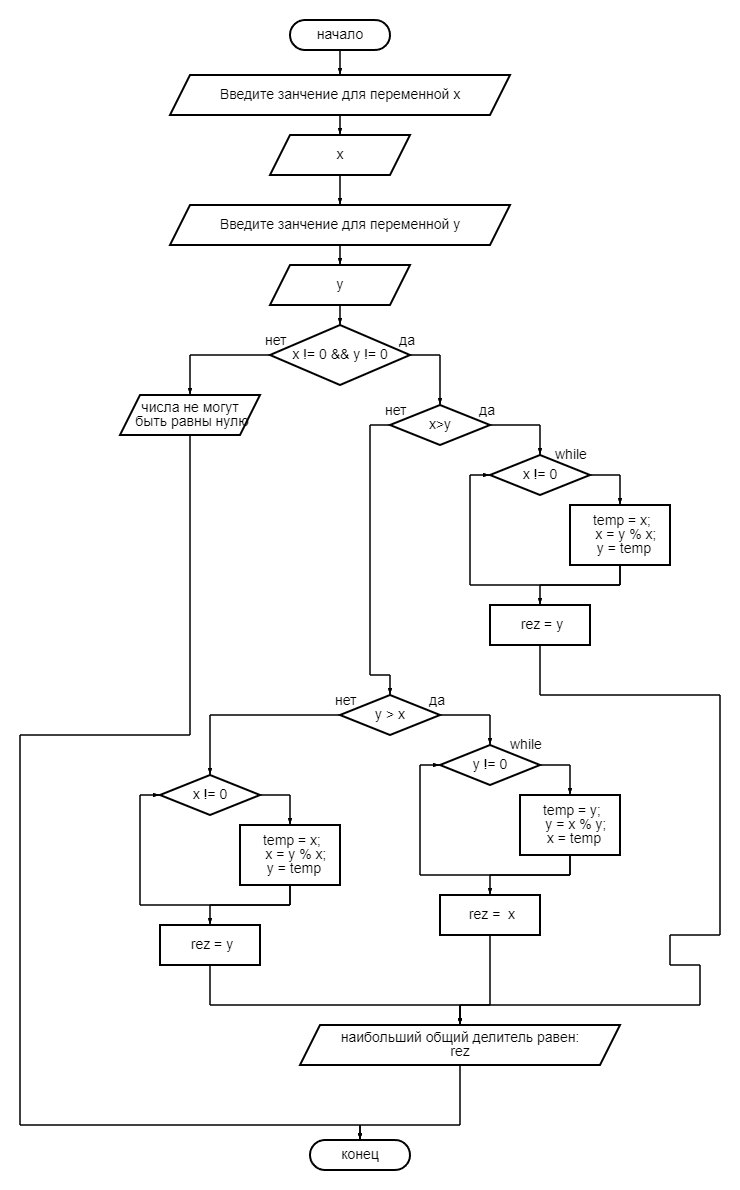 начало
Введите занчение для переменной x
x
Введите занчение для переменной y
y
нет
да
x != 0 && y != 0
числа не могут
быть равны нулю
нет
да
x>y
while
x != 0
temp = x;
x = y % x;
y = temp
rez = y
нет
да
y > x
while
y != 0
temp = y;
y = x % y;
x = temp
rez = x
x != 0
temp = x;
x = y % x;
y = temp
rez = y
наибольший общий делитель равен:
rez
конец